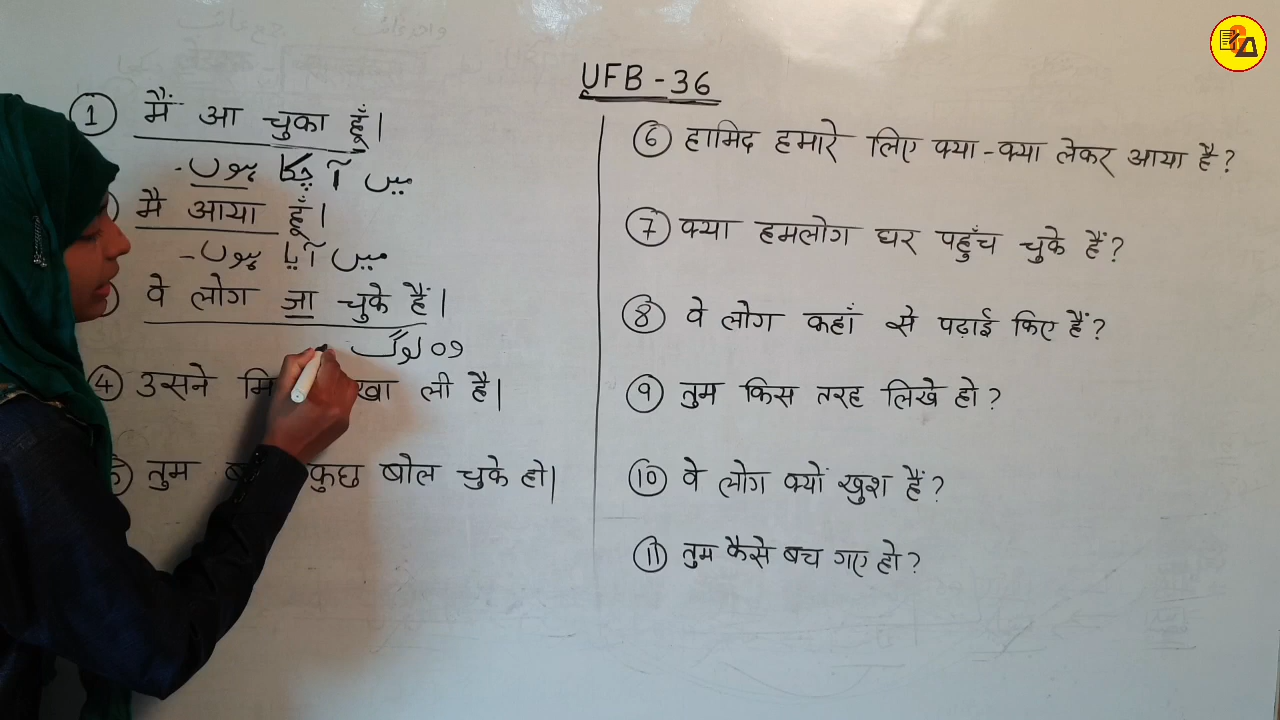 UFB - 36
① मैं आ चुका हूँ।
میں آ چکا ہوں۔
मै आया हूँ।
میں آیا ہوں۔
वे लोग जा चुके हैं।
وہ لوگ
④ उसने खा ली है।
तुम कुछ बोल चुके हो।
⑥ हामिद हमारे लिए क्या-क्या लेकर आया है?
⑦ क्या हमलोग घर पहुँच चुके हैं?
⑧ वे लोग कहाँ से पढ़ाई किए हैं?
⑨ तुम किस तरह लिखे हो?
⑩ वे लोग क्यों खुश हैं?
⑪ तुम कैसे बच गए हो?